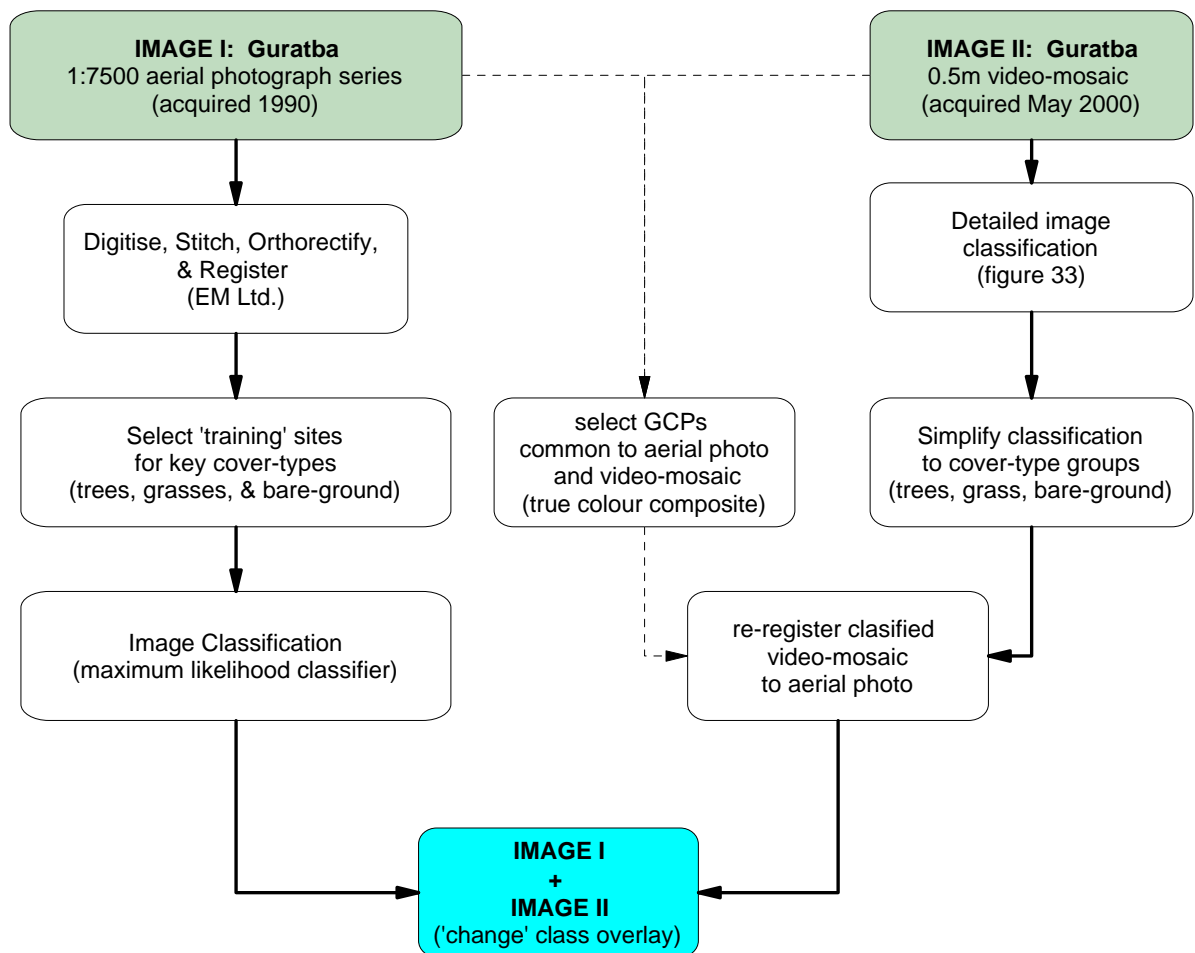 IMAGE I:  Guratba
1:7500 aerial photograph series
(acquired 1990)
IMAGE II:  Guratba
0.5m video-mosaic
(acquired May 2000)
Digitise, Stitch, Orthorectify,
& Register
(EM Ltd.)
Detailed image
classification
(figure 33)
Select 'training' sites
for key cover-types
(trees, grasses, & bare-ground)
select GCPs
common to aerial photo
and video-mosaic
(true colour composite)
Simplify classification
to cover-type groups
(trees, grass, bare-ground)
Image Classification
(maximum likelihood classifier)
re-register clasified
video-mosaic
to aerial photo
IMAGE I
+
IMAGE II
('change' class overlay)